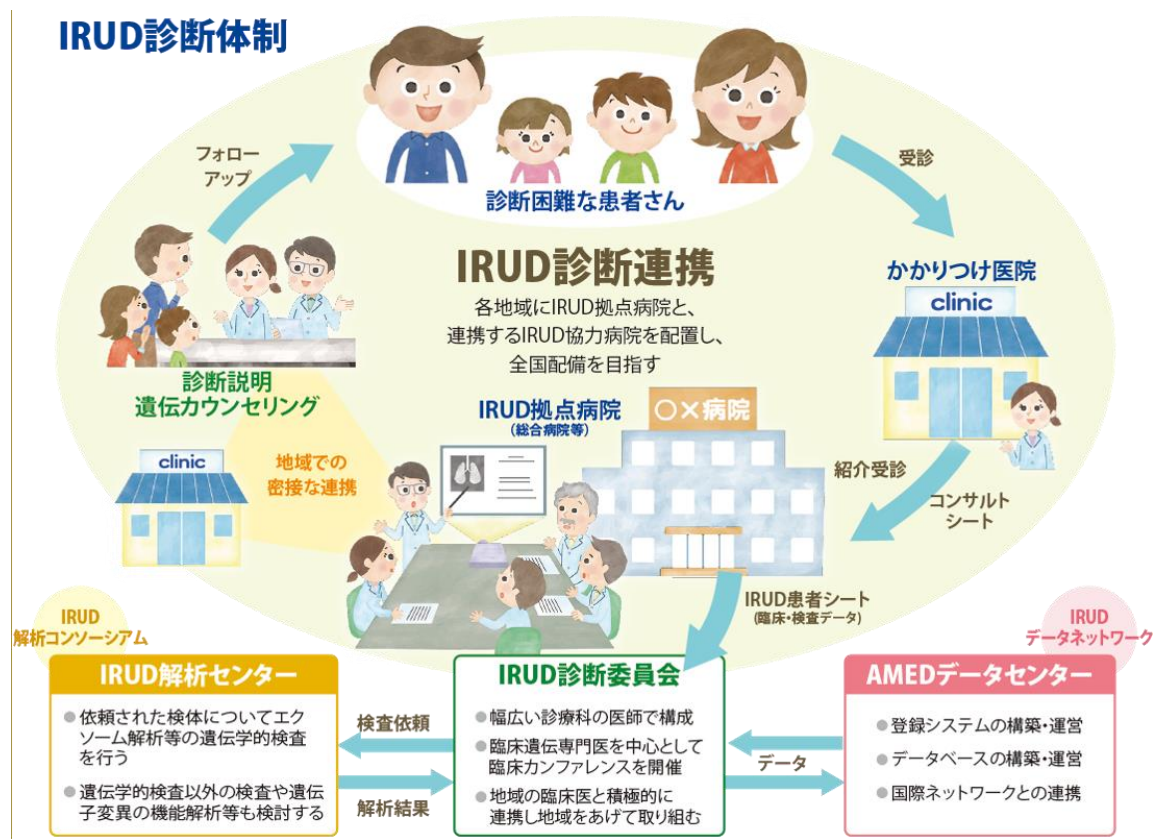 IRUD診断体制
診断困難な患者さん
フォロー
アップ
受診
IRUD診断連携
各地域にIRUD拠点病院と、
連携するIRUD協力病院を配置し、
全国配備を目指す
かかりつけ医院
clinic
診断説明
遺伝カウンセリング
IRUD拠点病院
(総合病院等)
〇×病院
clinic
地域での
密接な連携
紹介受診
コンサルト
シート
IRUD患者シート
(臨床・検査データ)
IRUD
解析コンソーシアム
IRUD
データネットワーク
IRUD解析センター
●依頼された検体についてエク
ソーム解析等の遺伝学的検査
を行う
●遺伝学的検査以外の検査や遺伝
子変異の機能解析等も検討する
検査依頼
解析結果
IRUD診断委員会
●幅広い診療科の医師で構成
●臨床遺伝専門医を中心として
臨床カンファレンスを開催
●地域の臨床医と積極的に
連携し地域をあげて取り組む
データ
AMEDデータセンター
●登録システムの構築・運営
●データベースの構築・運営
●国際ネットワークとの連携